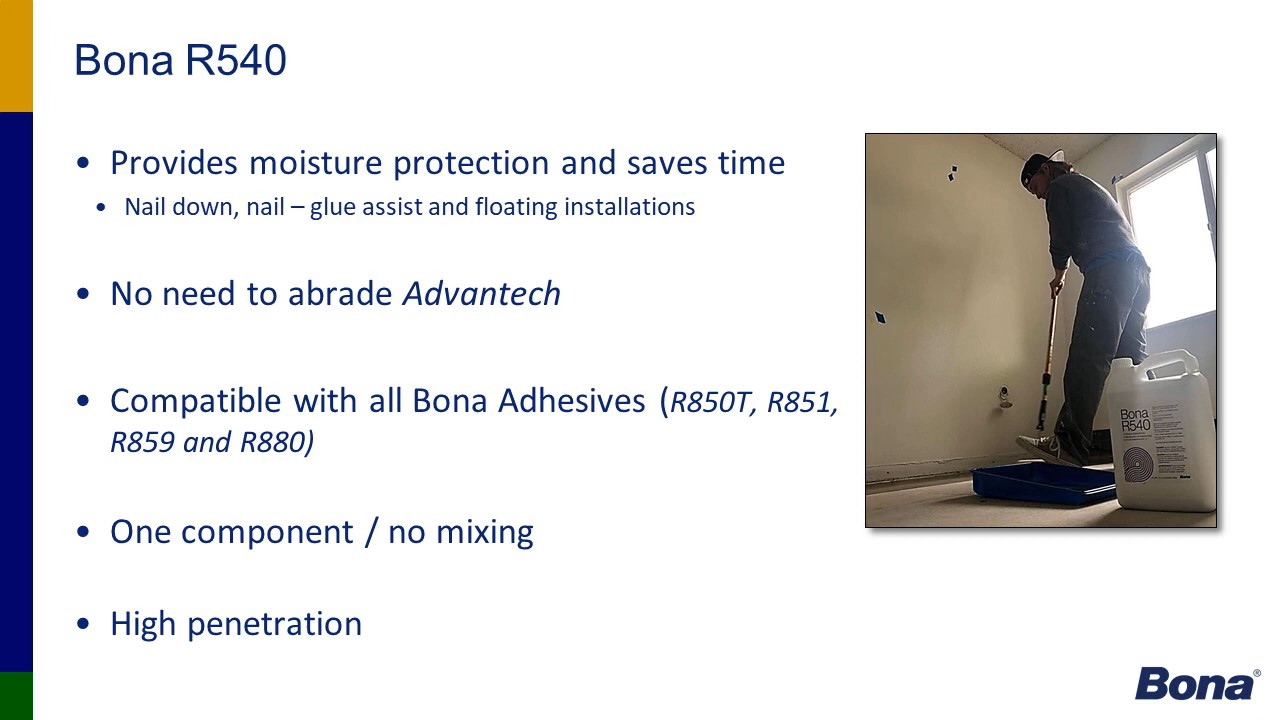 Bona R540
• Provides moisture protection and saves time
• Nail down, nail – glue assist and floating installations
• No need to abrade Advantech
• Compatible with all Bona Adhesives (R850T, R851,
R859 and R880)
• One component / no mixing
• High penetration
Bona
R540
Bona®